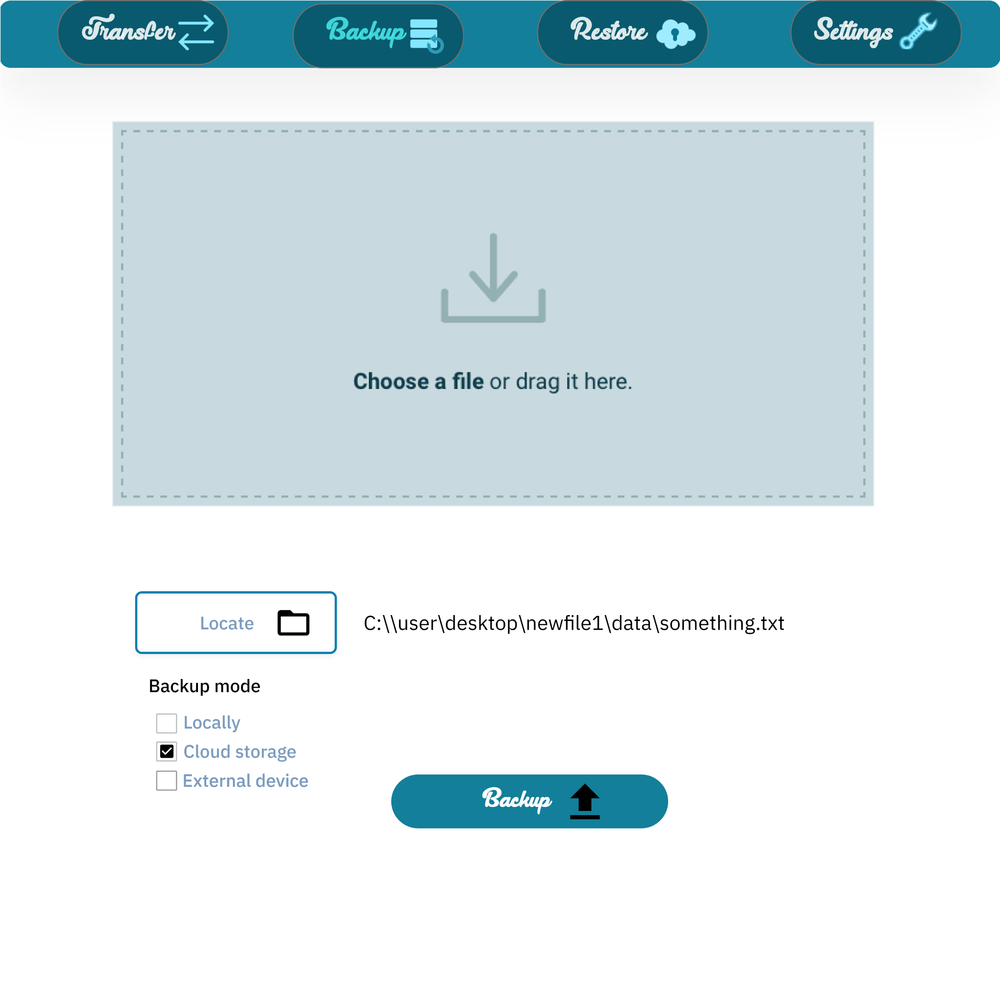 Transfer Backup Restore Settings
Choose a file or drag it here.
Locate C:\\user\desktop\newfile1\data\something.txt
Backup mode
Locally
Cloud storage
External device
Backup